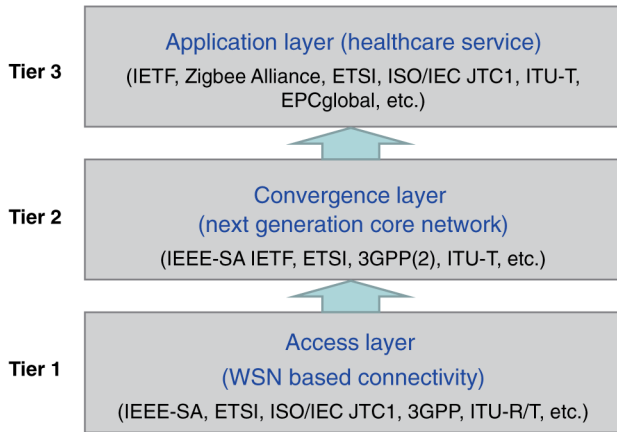 Tier 3
Application layer (healthcare service)
(IETF, Zigbee Alliance, ETSI, ISO/IEC JTC1, ITU-T,
EPCglobal, etc.)
Tier 2
Convergence layer
(next generation core network)
(IEEE-SA IETF, ETSI, 3GPP(2), ITU-T, etc.)
Tier 1
Access layer
(WSN based connectivity)
(IEEE-SA, ETSI, ISO/IEC JTC1, 3GPP, ITU-R/T, etc.)